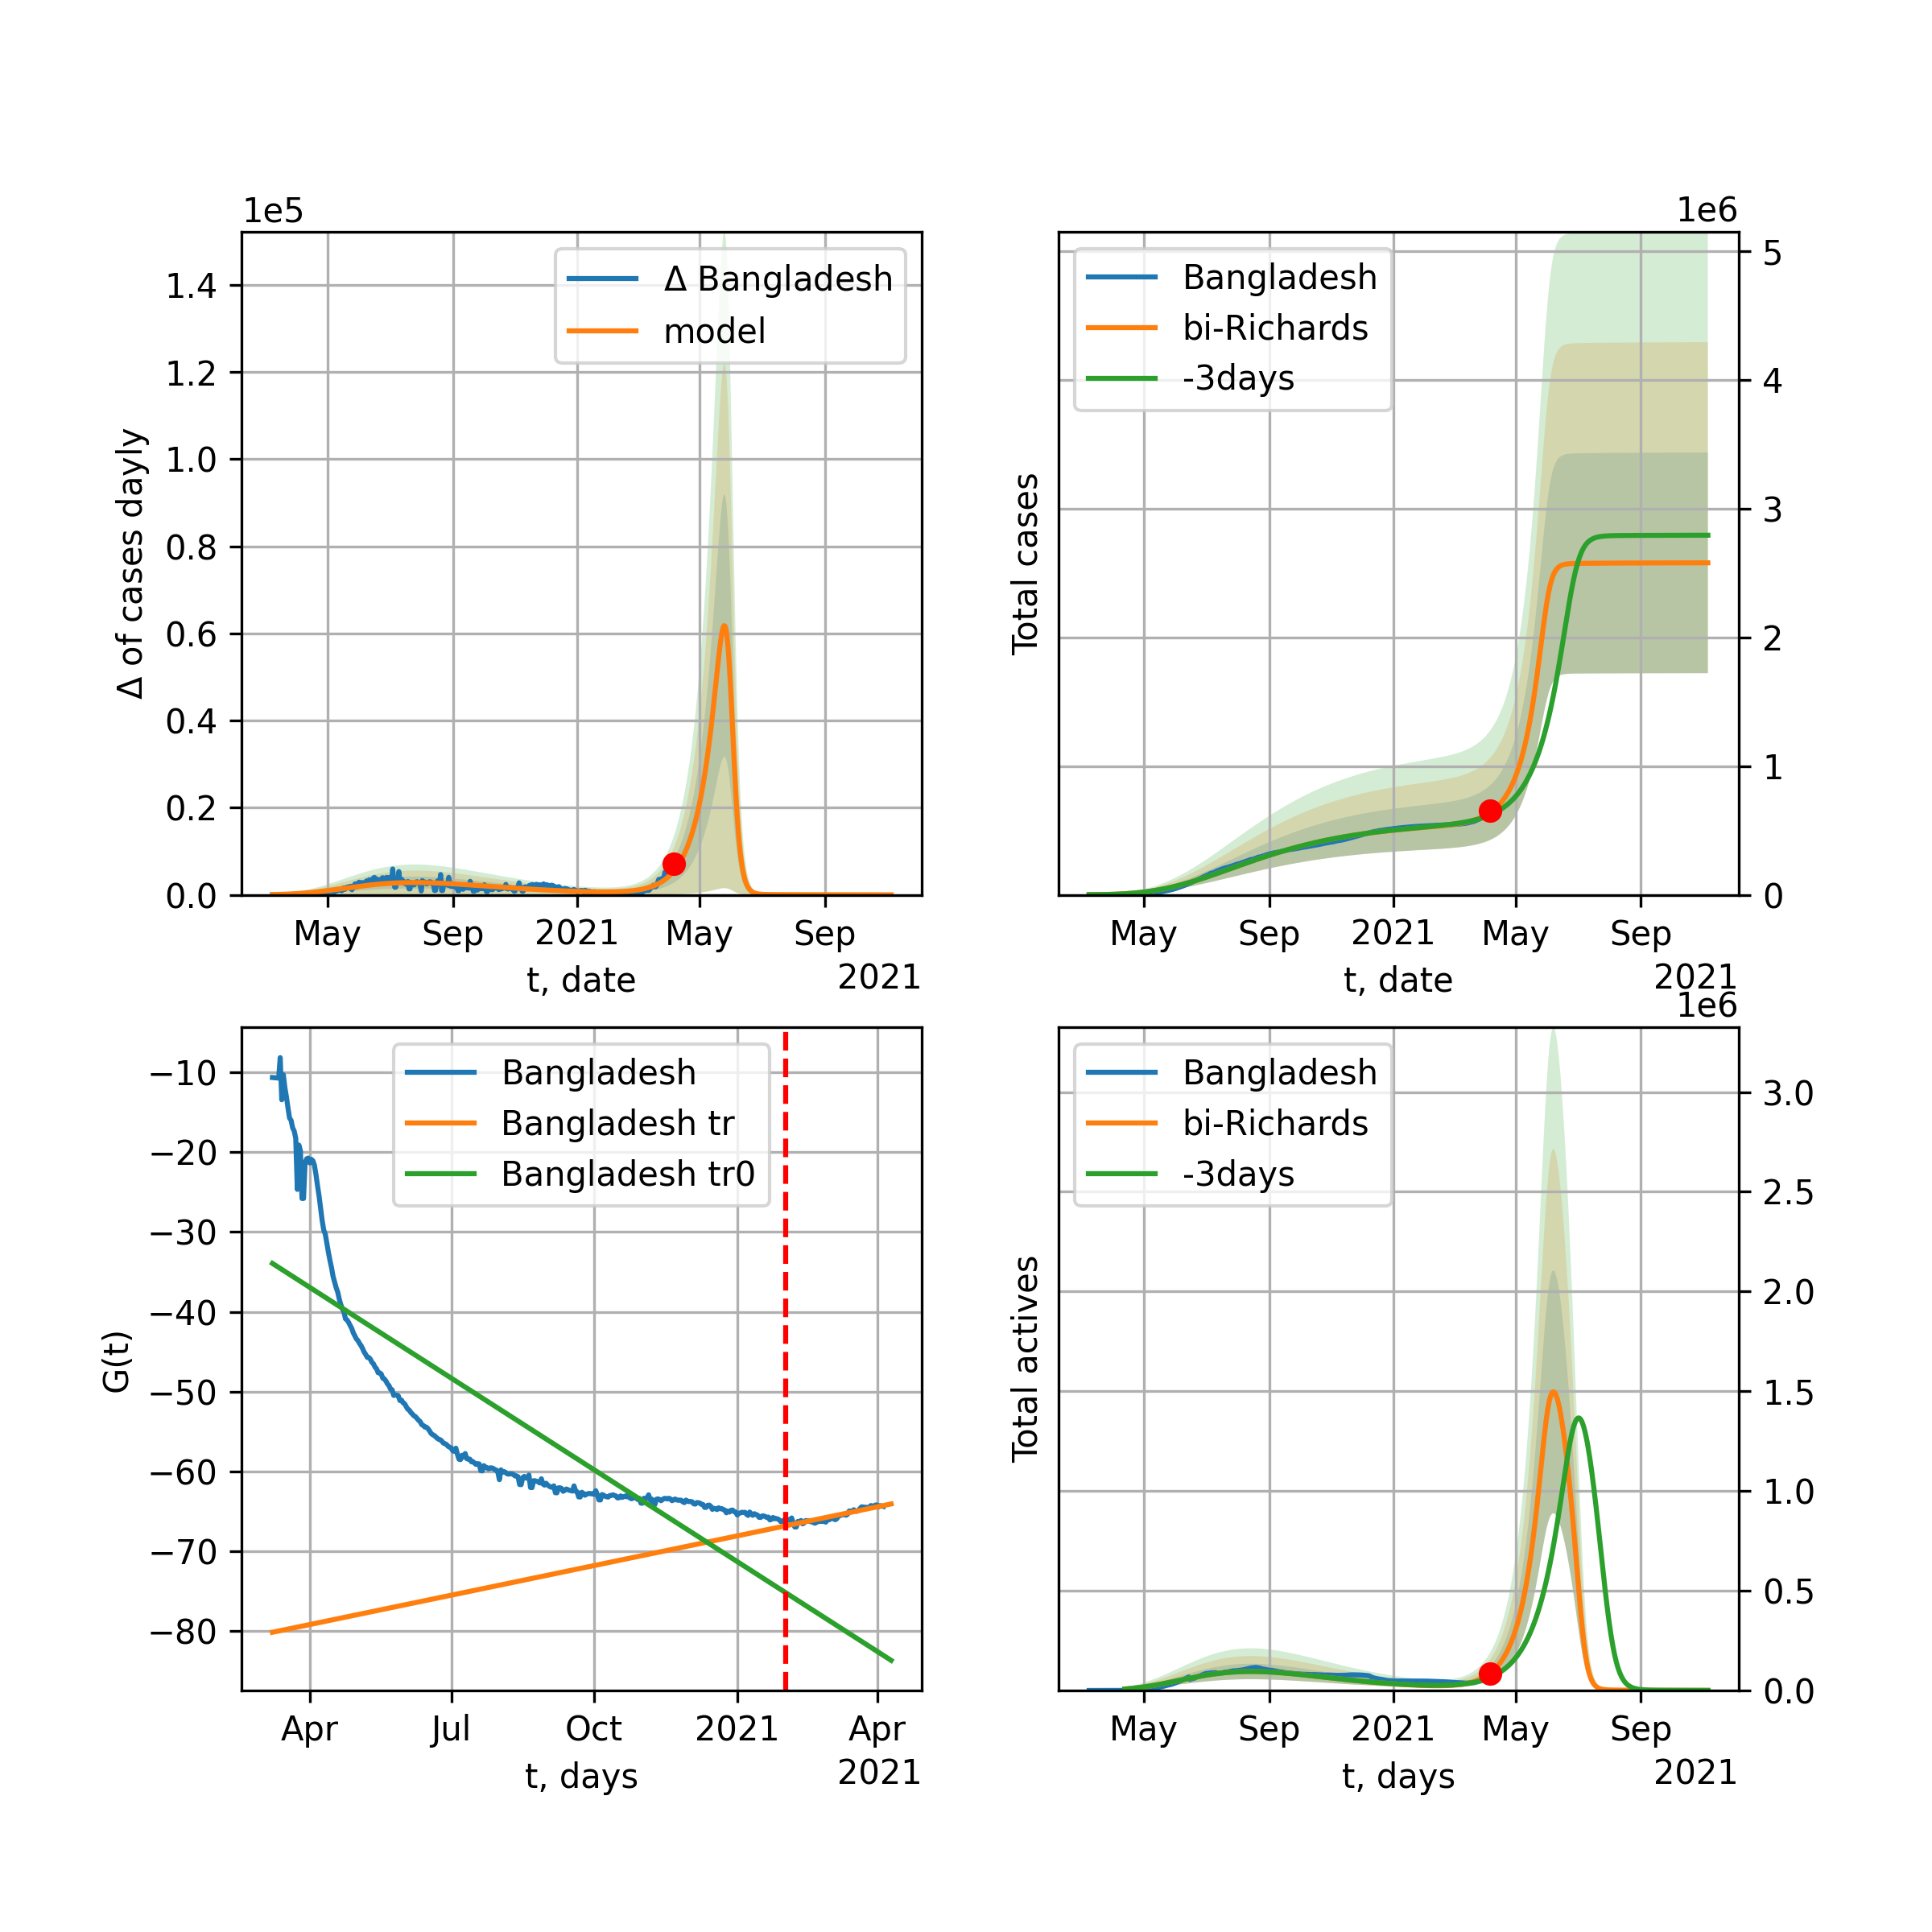 1e5
Δ of cases dayly
1.4
1.2
1.0
0.8
0.6
0.4
0.2
0.0
Δ Bangladesh
model
May Sep 2021 May Sep
t, date
2021
1e6
Total cases
Bangladesh
bi-Richards
-3days
5
4
3
2
1
0
May Sep 2021 May Sep
t, date
2021
G(t)
−10
−20
−30
−40
−50
−60
−70
−80
Bangladesh
Bangladesh tr
Bangladesh tr0
Apr Jul Oct 2021 Apr
t, days
2021
1e6
Total actives
Bangladesh
bi-Richards
-3days
3.0
2.5
2.0
1.5
1.0
0.5
0.0
May Sep 2021 May Sep
t, days
2021